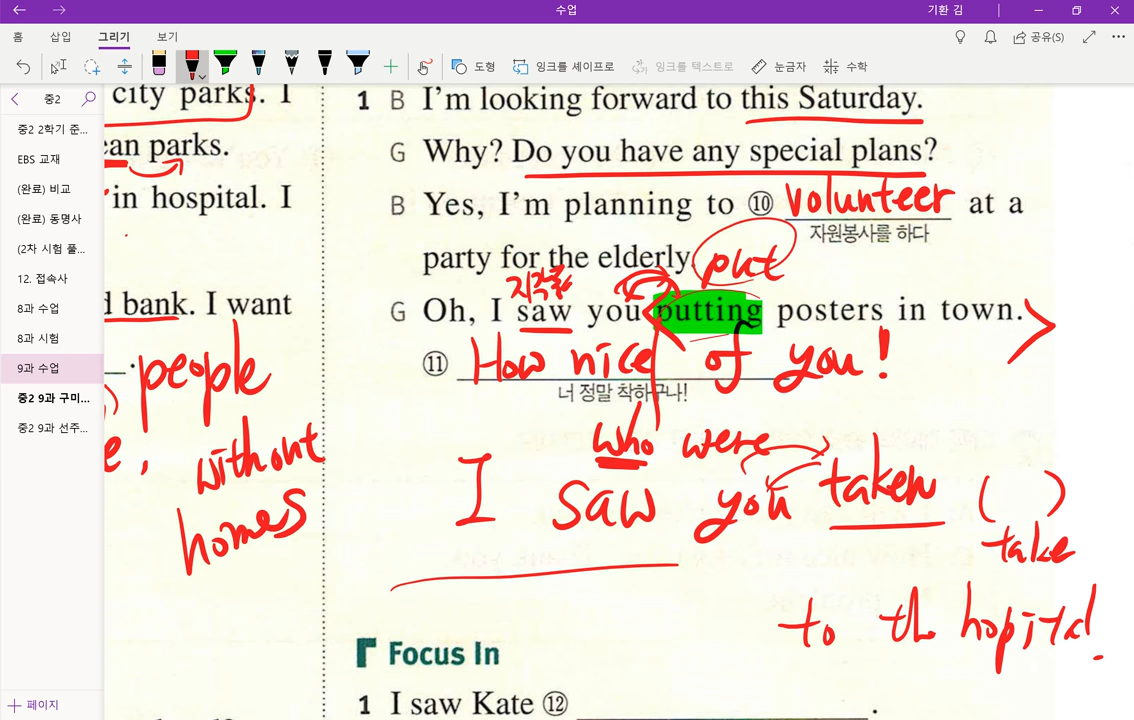 수업
기환 김
홈 삽입 그리기 보기
공유(S)
도형 잉크를 셰이프로 잉크를 텍스트로 눈금자 수학
중2
중2 2학기 준...
EBS 교재
(완료) 비교
(완료) 동명사
(2차 시험 풀...
12. 접속사
8과 수업
8과 시험
9과 수업
중2 9과 구미...
중2 9과 선주...
페이지
city parks. I
ean parks.
in hospital. I
d bank. I want
people
e, without
homes
1 B I'm looking forward to this Saturday.
G Why? Do you have any special plans?
B Yes, I'm planning to ⑩ volunteer at a
자원봉사를 하다
party for the elderly.
put
지각동
G Oh, I saw you putting posters in town.
⑪ How nice of you!
너 정말 착하구나!
who were
I saw you taken ( )
take
to the hopital.
Focus In
1 I saw Kate ⑫ .